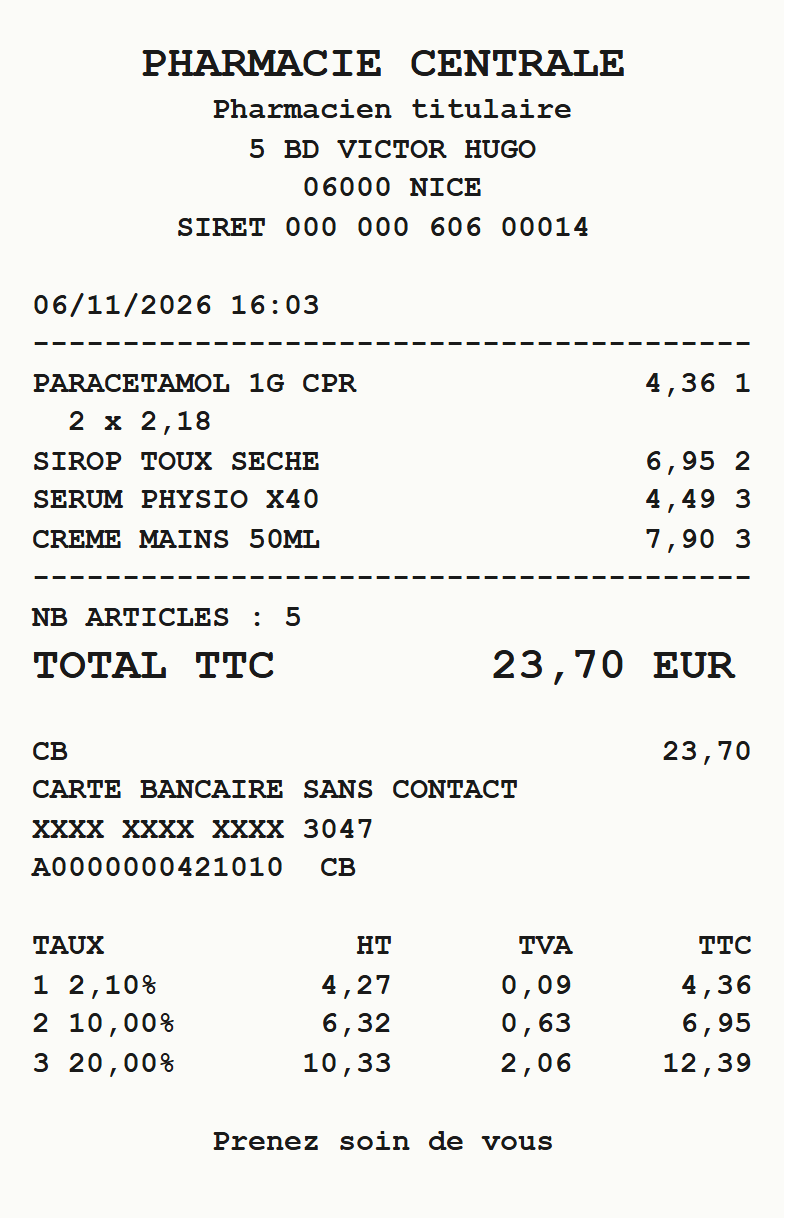 PHARMACIE CENTRALE
Pharmacien titulaire
5 BD VICTOR HUGO
06000 NICE
SIRET 000 000 606 00014
06/11/2026 16:03
----------------------------------------
PARACETAMOL 1G CPR 4,36 1
2 x 2,18
SIROP TOUX SECHE 6,95 2
SERUM PHYSIO X40 4,49 3
CREME MAINS 50ML 7,90 3
----------------------------------------
NB ARTICLES : 5
TOTAL TTC 23,70 EUR
CB 23,70
CARTE BANCAIRE SANS CONTACT
XXXX XXXX XXXX 3047
A0000000421010 CB
TAUX HT TVA TTC
1 2,10% 4,27 0,09 4,36
2 10,00% 6,32 0,63 6,95
3 20,00% 10,33 2,06 12,39
Prenez soin de vous